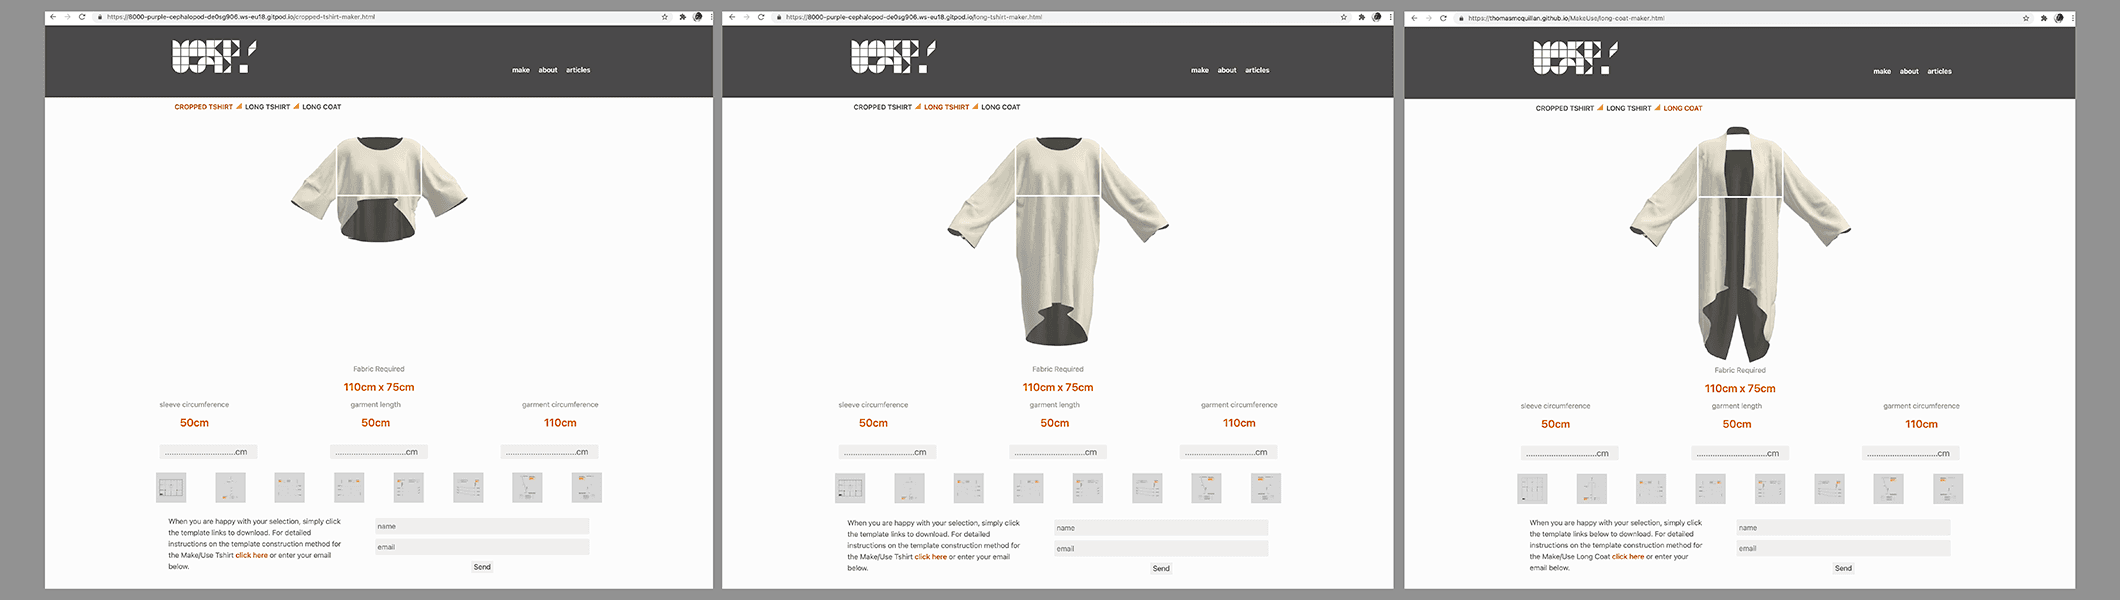 https://8000-purple-cephalopod-de0sg906.ws-eu18.gitpod.io/cropped-tshirt-maker.html
MAKE/
USE.
make about articles
CROPPED TSHIRT LONG TSHIRT LONG COAT
Fabric Required
110cm x 75cm
sleeve circumference garment length garment circumference
50cm 50cm 110cm
................................cm ................................cm ................................cm
When you are happy with your selection, simply click
the template links to download. For detailed
instructions on the template construction method for
the Make/Use Tshirt click here or enter your email
below.
name
email
Send
https://8000-purple-cephalopod-de0sg906.ws-eu18.gitpod.io/long-tshirt-maker.html
MAKE/
USE.
make about articles
CROPPED TSHIRT LONG TSHIRT LONG COAT
Fabric Required
110cm x 75cm
sleeve circumference garment length garment circumference
50cm 50cm 110cm
................................cm ................................cm ................................cm
When you are happy with your selection, simply click
the template links to download. For detailed
instructions on the template construction method for
the Make/Use Tshirt click here or enter your email
below.
name
email
Send
https://thomasmcquillan.github.io/MakeUse/long-coat-maker.html
MAKE/
USE.
make about articles
CROPPED TSHIRT LONG TSHIRT LONG COAT
Fabric Required
110cm x 75cm
sleeve circumference garment length garment circumference
50cm 50cm 110cm
................................cm ................................cm ................................cm
When you are happy with your selection, simply click
the template links below to download. For detailed
instructions on the template construction method for
the Make/Use Long Coat click here or enter your
email below.
name
email
Send